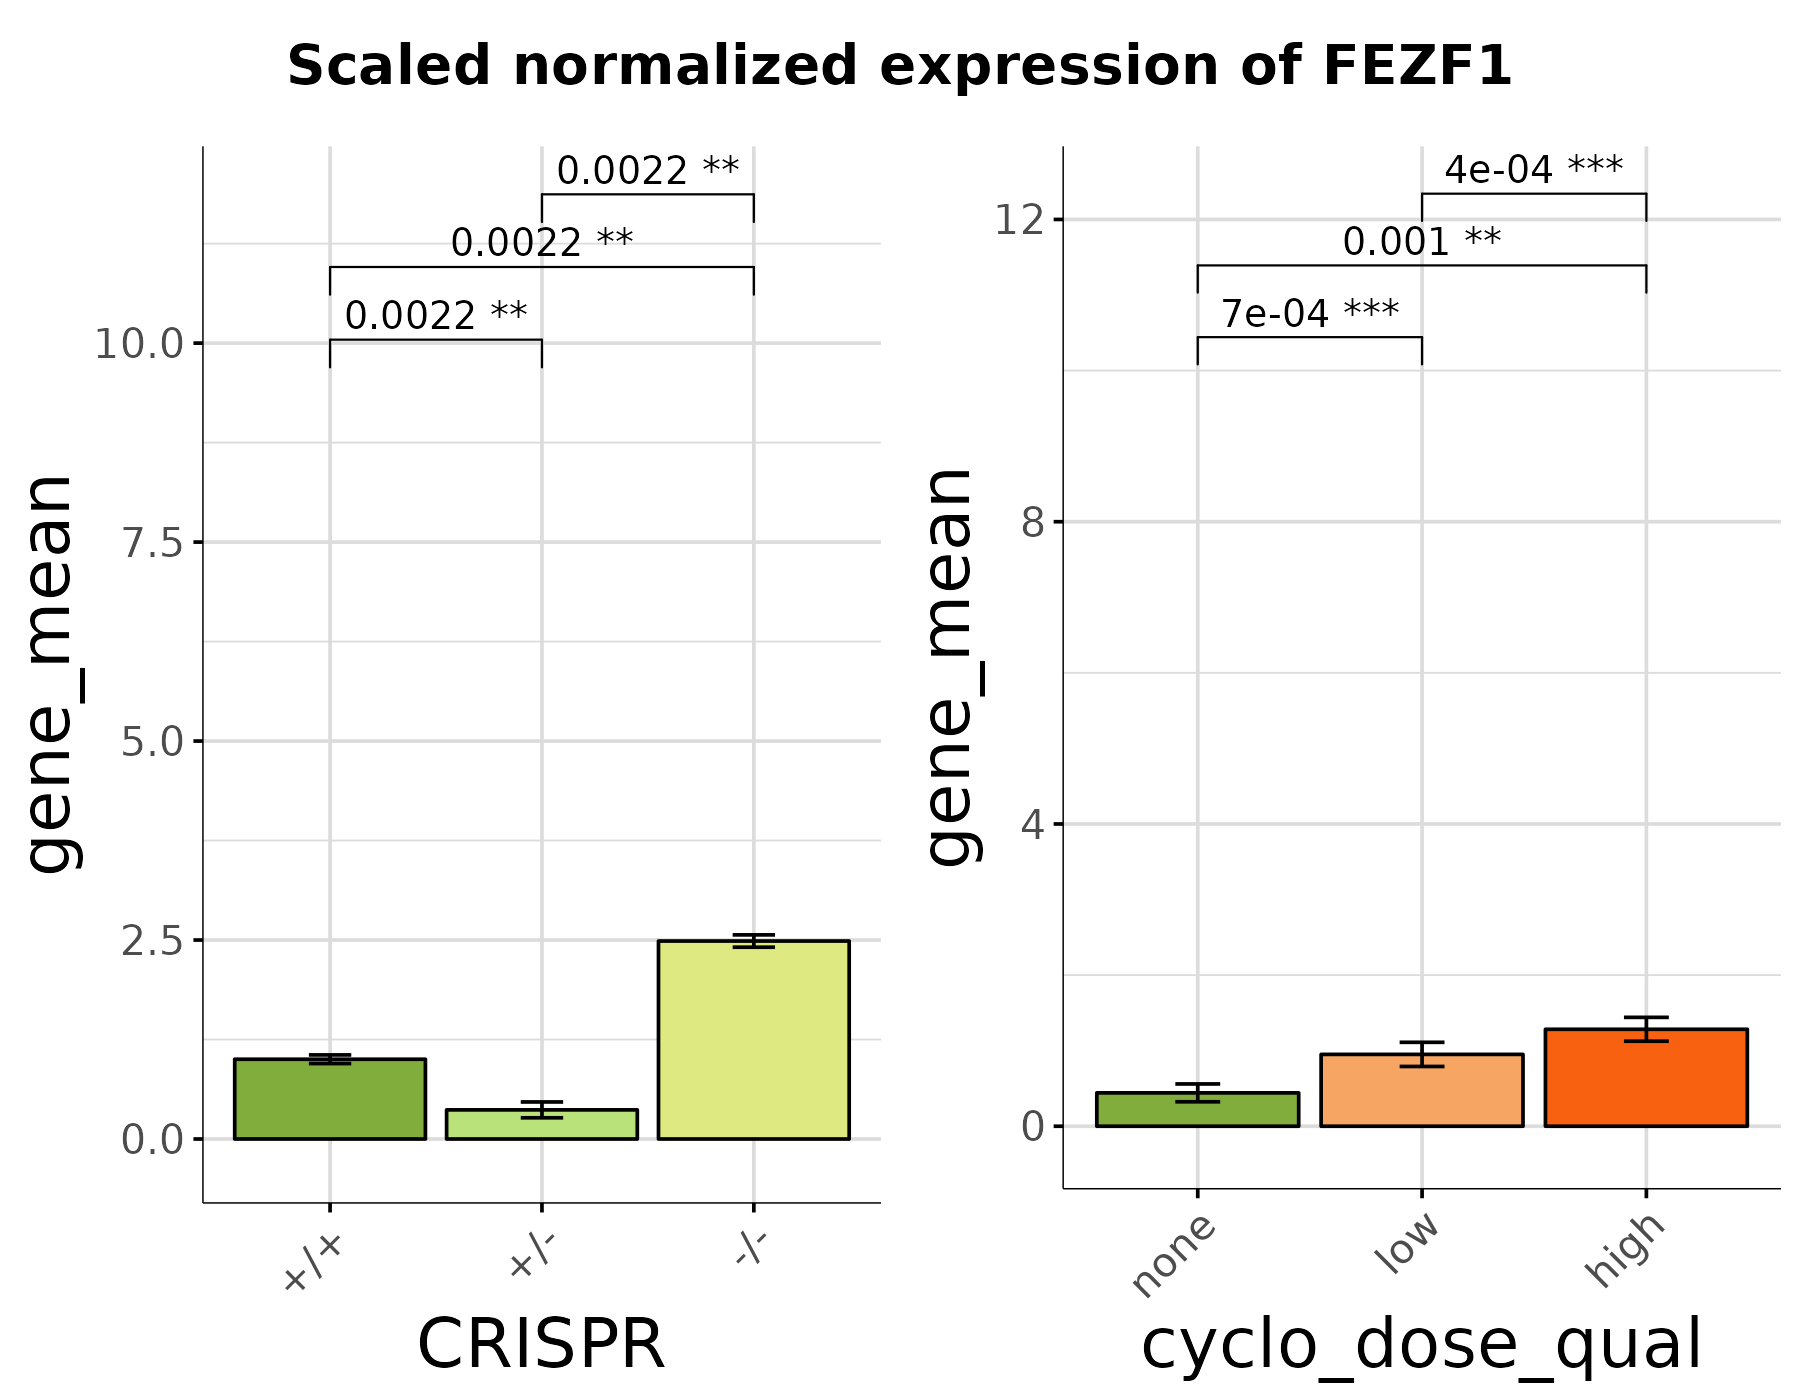 Scaled normalized expression of FEZF1
gene_mean
10.0
7.5
5.0
2.5
0.0
0.0022 **
0.0022 **
0.0022 **
+/+
+/-
-/-
CRISPR
gene_mean
12
8
4
0
4e-04 ***
0.001 **
7e-04 ***
none
low
high
cyclo_dose_qual